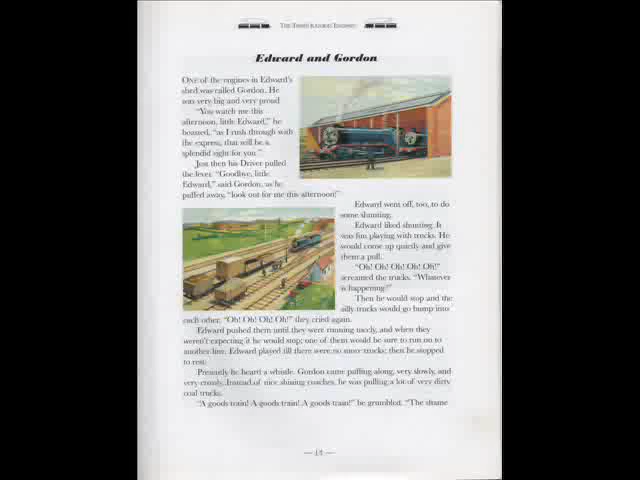 THE THREE RAILWAY ENGINES
Edward and Gordon
ONE of the engines in Edward's
shed was called Gordon. He
was very big and very proud.
"You watch me this
afternoon, little Edward," he
boasted, "as I rush through with
the express, that will be a
splendid sight for you."
Just then his Driver pulled
the lever. "Goodbye, little
Edward," said Gordon, as he
puffed away, "look out for me this afternoon!"
Edward went off, too, to do
some shunting.
Edward liked shunting. It
was fun playing with trucks. He
would come up quietly and give
them a pull.
"Oh! Oh! Oh! Oh! Oh!"
screamed the trucks. "Whatever
is happening?"
Then he would stop and the
silly trucks would go bump into
each other. "Oh! Oh! Oh! Oh!" they cried again.
Edward pushed them until they were running nicely, and when they
weren't expecting it he would stop; one of them would be sure to run on to
another line. Edward played till there were no more trucks; then he stopped
to rest.
Presently he heard a whistle. Gordon came puffing along, very slowly, and
very crossly. Instead of nice shining coaches, he was pulling a lot of very dirty
coal trucks.
"A goods train! A goods train! A goods train!" he grumbled. "The shame